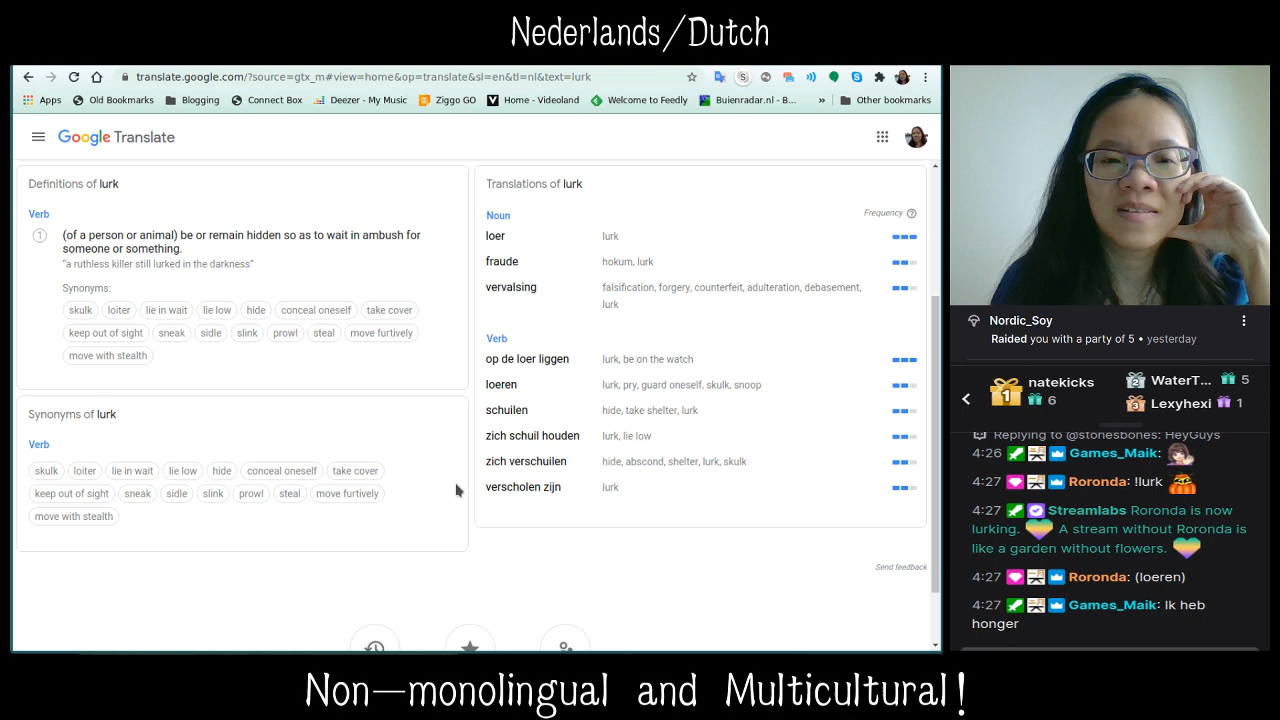 Nederlands/Dutch
translate.google.com/?source=gtx_m#view=home&op=translate&sl=en&tl=nl&text=lurk
Apps Old Bookmarks Blogging Connect Box Deezer - My Music Ziggo GO Home - Videoland Welcome to Feedly Buienradar.nl - B... » Other bookmarks
Google Translate
Definitions of lurk
Verb
1 (of a person or animal) be or remain hidden so as to wait in ambush for
someone or something.
"a ruthless killer still lurked in the darkness"
Synonyms:
skulk loiter lie in wait lie low hide conceal oneself take cover
keep out of sight sneak sidle slink prowl steal move furtively
move with stealth
Synonyms of lurk
Verb
skulk loiter lie in wait lie low hide conceal oneself take cover
keep out of sight sneak sidle slink prowl steal move furtively
move with stealth
Translations of lurk
Noun Frequency
loer lurk
fraude hokum, lurk
vervalsing falsification, forgery, counterfeit, adulteration, debasement,
lurk
Verb
op de loer liggen lurk, be on the watch
loeren lurk, pry, guard oneself, skulk, snoop
schuilen hide, take shelter, lurk
zich schuil houden lurk, lie low
zich verschuilen hide, abscond, shelter, lurk, skulk
verscholen zijn lurk
Send feedback
Nordic_Soy
Raided you with a party of 5 • yesterday
1 natekicks 6
2 WaterT... 5
3 Lexyhexi 1
Replying to @stonesbones: HeyGuys
4:26 Games_Maik:
4:27 Roronda: !lurk
4:27 Streamlabs Roronda is now
lurking. A stream without Roronda is
like a garden without flowers.
4:27 Roronda: (loeren)
4:27 Games_Maik: Ik heb
honger
Non-monolingual and Multicultural!